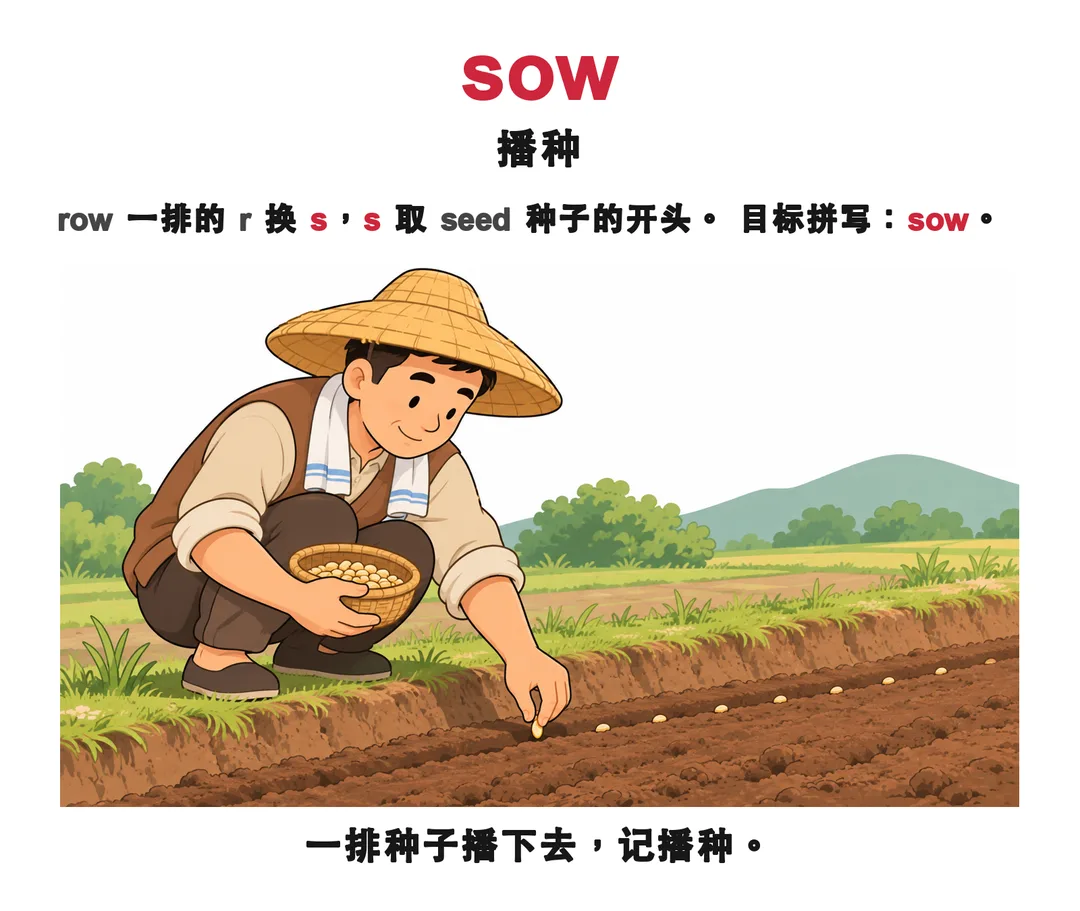 sow
播种
row 一排的 r 换 s，s 取 seed 种子的开头。 目标拼写：sow。
一排种子播下去，记播种。